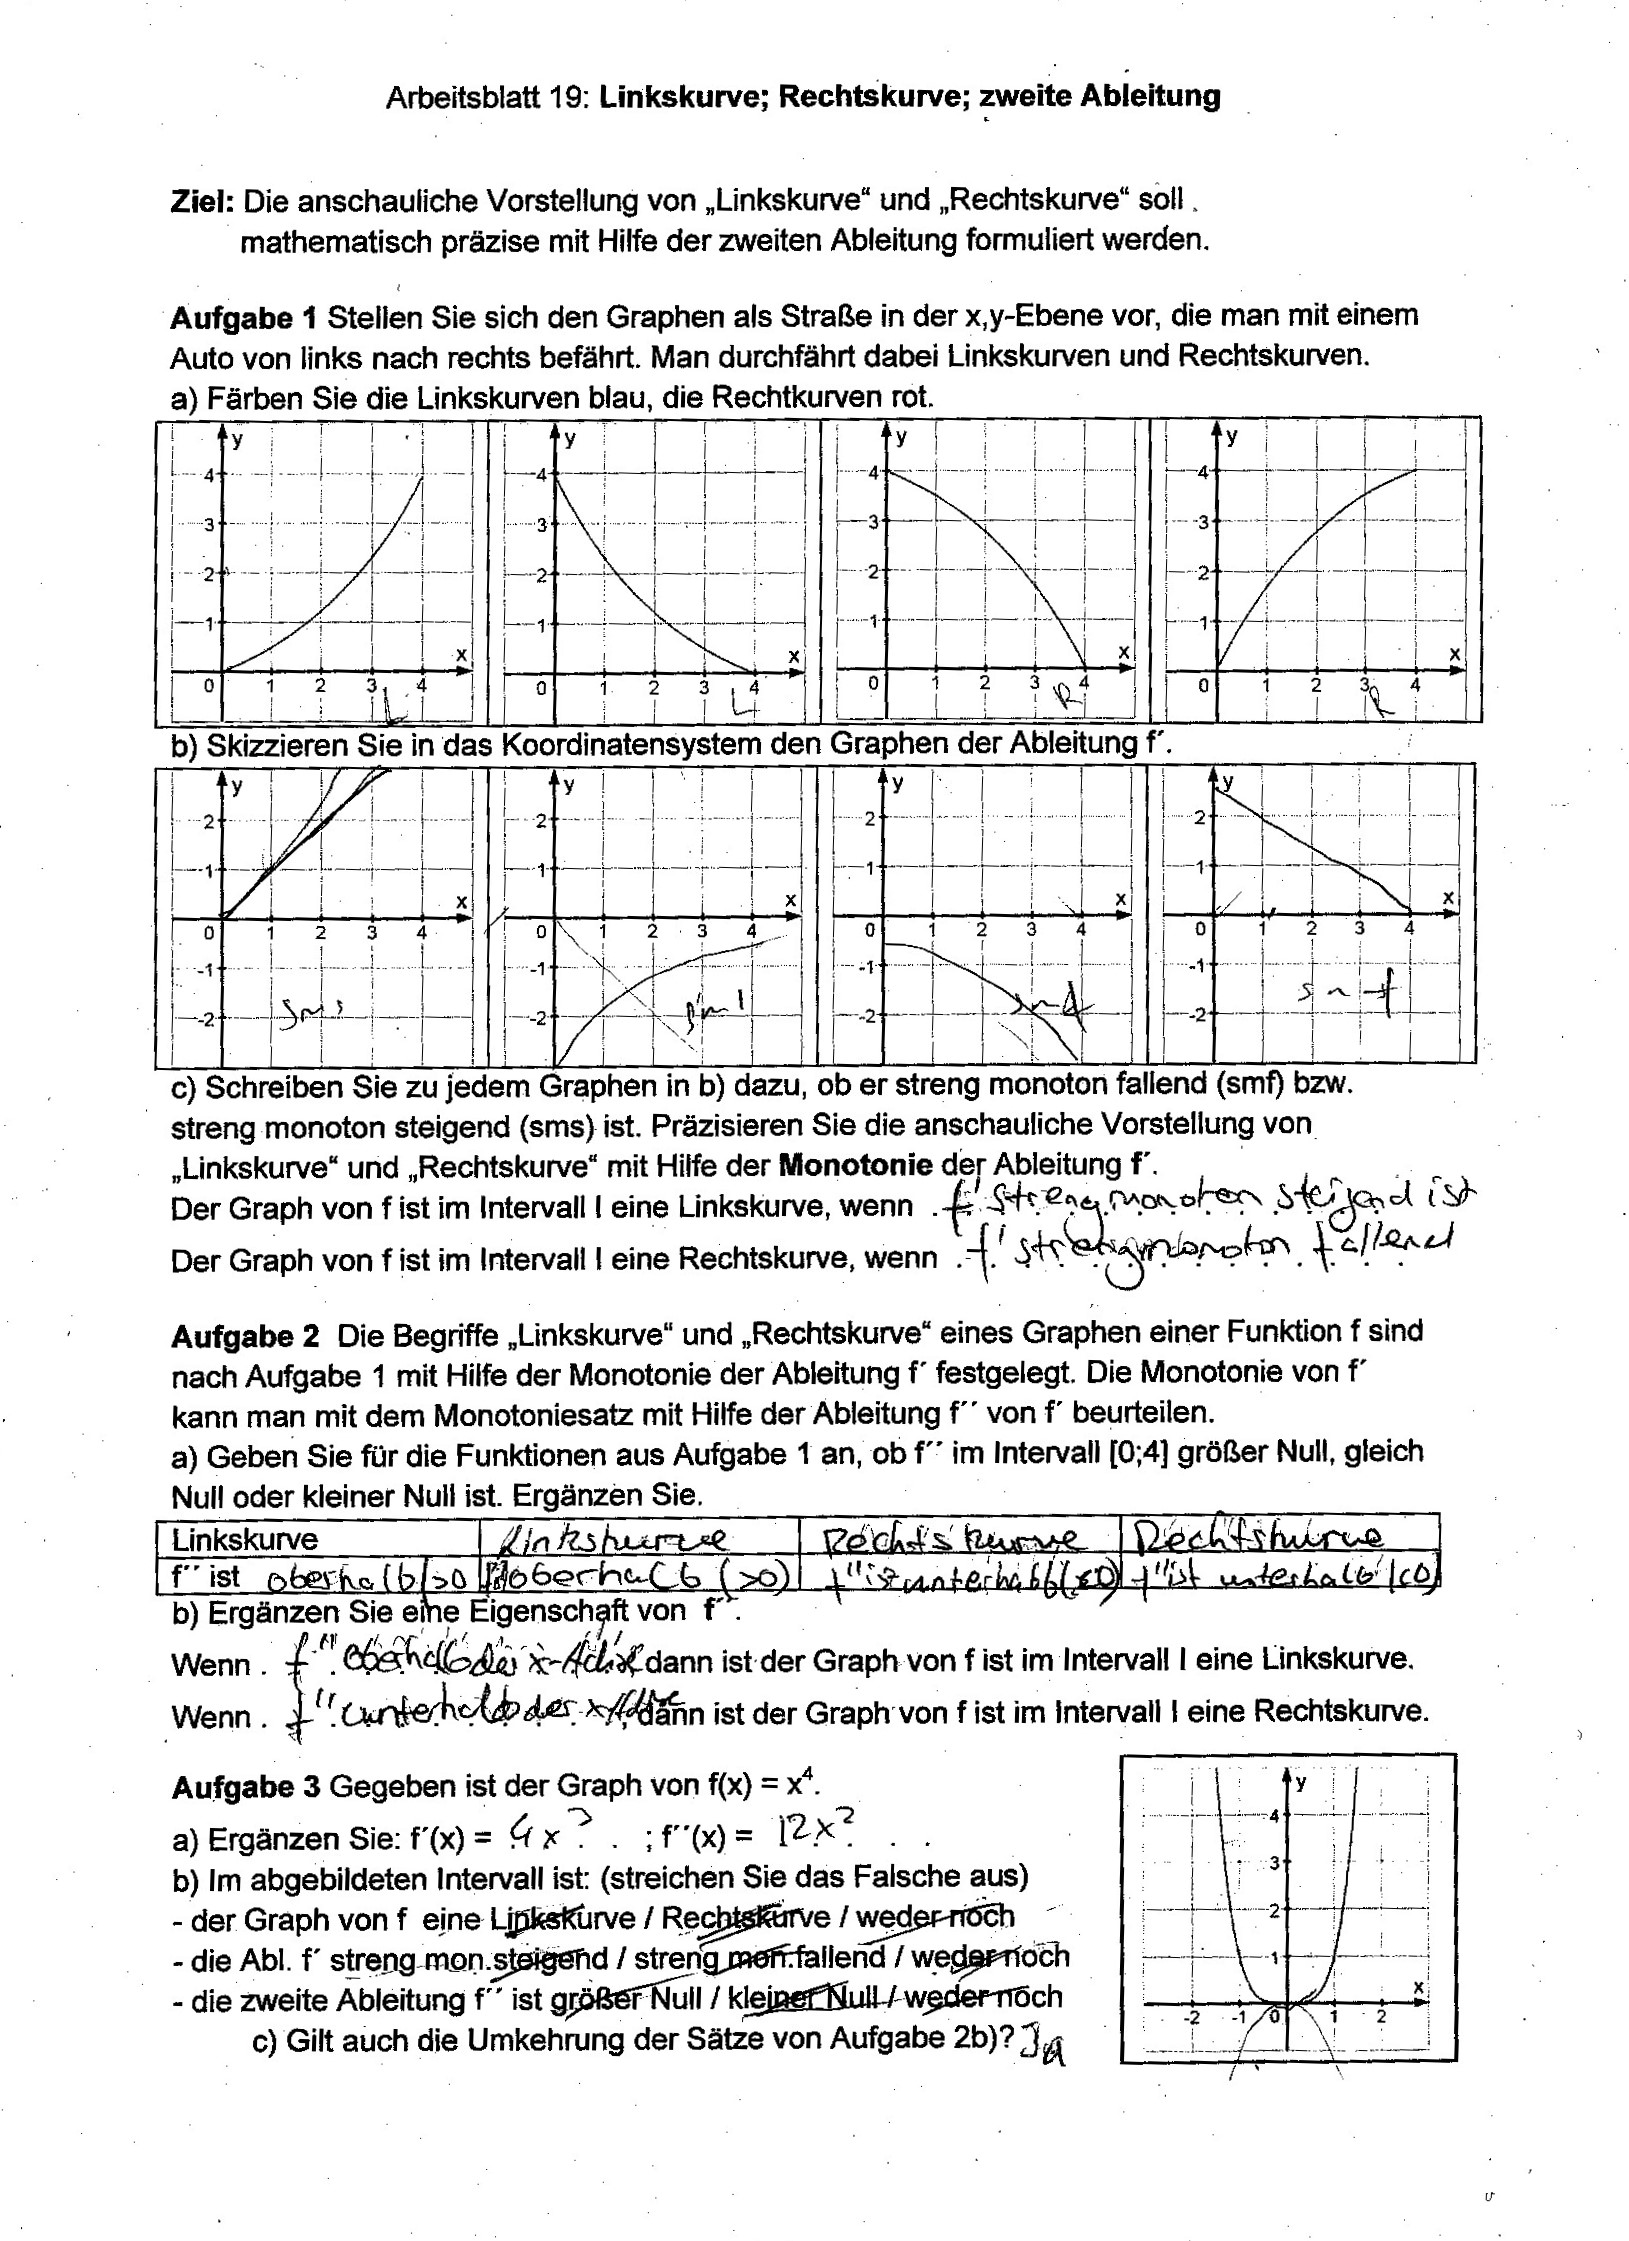 Arbeitsblatt 19: Linkskurve; Rechtskurve; zweite Ableitung
Ziel: Die anschauliche Vorstellung von „Linkskurve“ und „Rechtskurve“ soll
mathematisch präzise mit Hilfe der zweiten Ableitung formuliert werden.
Aufgabe 1 Stellen Sie sich den Graphen als Straße in der x,y-Ebene vor, die man mit einem
Auto von links nach rechts befährt. Man durchfährt dabei Linkskurven und Rechtskurven.
a) Färben Sie die Linkskurven blau, die Rechtkurven rot.
y y y y
4 4 4 4
3 3 3 3
2 2 2 2
1 1 1 1
x x x x
0 1 2 3 4 0 1 2 3 4 0 1 2 3 4 0 1 2 3 4
L L R R
b) Skizzieren Sie in das Koordinatensystem den Graphen der Ableitung f´.
y y y y
2 2 2 2
1 1 1 1
x x x x
0 1 2 3 4 0 1 2 3 4 0 1 2 3 4 0 1 2 3 4
-1 -1 -1 -1
-2 sms -2 -2 smf -2 smf
c) Schreiben Sie zu jedem Graphen in b) dazu, ob er streng monoton fallend (smf) bzw.
streng monoton steigend (sms) ist. Präzisieren Sie die anschauliche Vorstellung von
„Linkskurve“ und „Rechtskurve“ mit Hilfe der Monotonie der Ableitung f´.
Der Graph von f ist im Intervall I eine Linkskurve, wenn f' streng monoton steigend ist
Der Graph von f ist im Intervall I eine Rechtskurve, wenn f' streng monoton fallend
Aufgabe 2 Die Begriffe „Linkskurve“ und „Rechtskurve“ eines Graphen einer Funktion f sind
nach Aufgabe 1 mit Hilfe der Monotonie der Ableitung f´ festgelegt. Die Monotonie von f´
kann man mit dem Monotoniesatz mit Hilfe der Ableitung f´´ von f´ beurteilen.
a) Geben Sie für die Funktionen aus Aufgabe 1 an, ob f´´ im Intervall [0;4] größer Null, gleich
Null oder kleiner Null ist. Ergänzen Sie.
Linkskurve Linkskurve Rechtskurve Rechtskurve
f´´ ist oberhalb >0 oberhalb (>0) f'' ist unterhalb (<0) f'' ist unterhalb (<0)
b) Ergänzen Sie eine Eigenschaft von f´´.
Wenn f'' oberhalb der x-Achse dann ist der Graph von f ist im Intervall I eine Linkskurve.
Wenn f'' unterhalb der x-Achse, dann ist der Graph von f ist im Intervall I eine Rechtskurve.
Aufgabe 3 Gegeben ist der Graph von f(x) = x⁴.
a) Ergänzen Sie: f´(x) = 4x³ ; f´´(x) = 12x²
b) Im abgebildeten Intervall ist: (streichen Sie das Falsche aus)
- der Graph von f eine Linkskurve / Rechtskurve / weder noch
- die Abl. f´ streng mon.steigend / streng mon.fallend / weder noch
- die zweite Ableitung f´´ ist größer Null / kleiner Null / weder noch
c) Gilt auch die Umkehrung der Sätze von Aufgabe 2b)? Ja
y
4
3
2
1
x
-2 -1 0 1 2